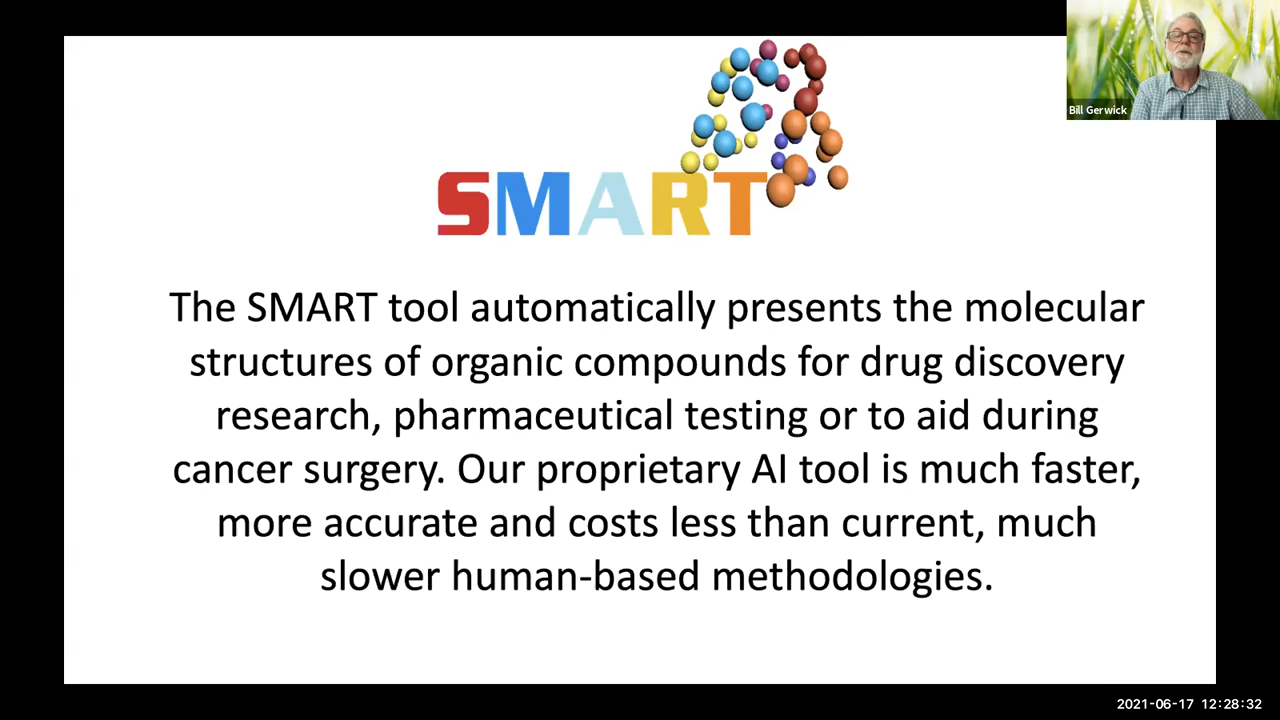 Bill Gerwick
SMART
The SMART tool automatically presents the molecular
structures of organic compounds for drug discovery
research, pharmaceutical testing or to aid during
cancer surgery. Our proprietary AI tool is much faster,
more accurate and costs less than current, much
slower human-based methodologies.
2021-06-17 12:28:32